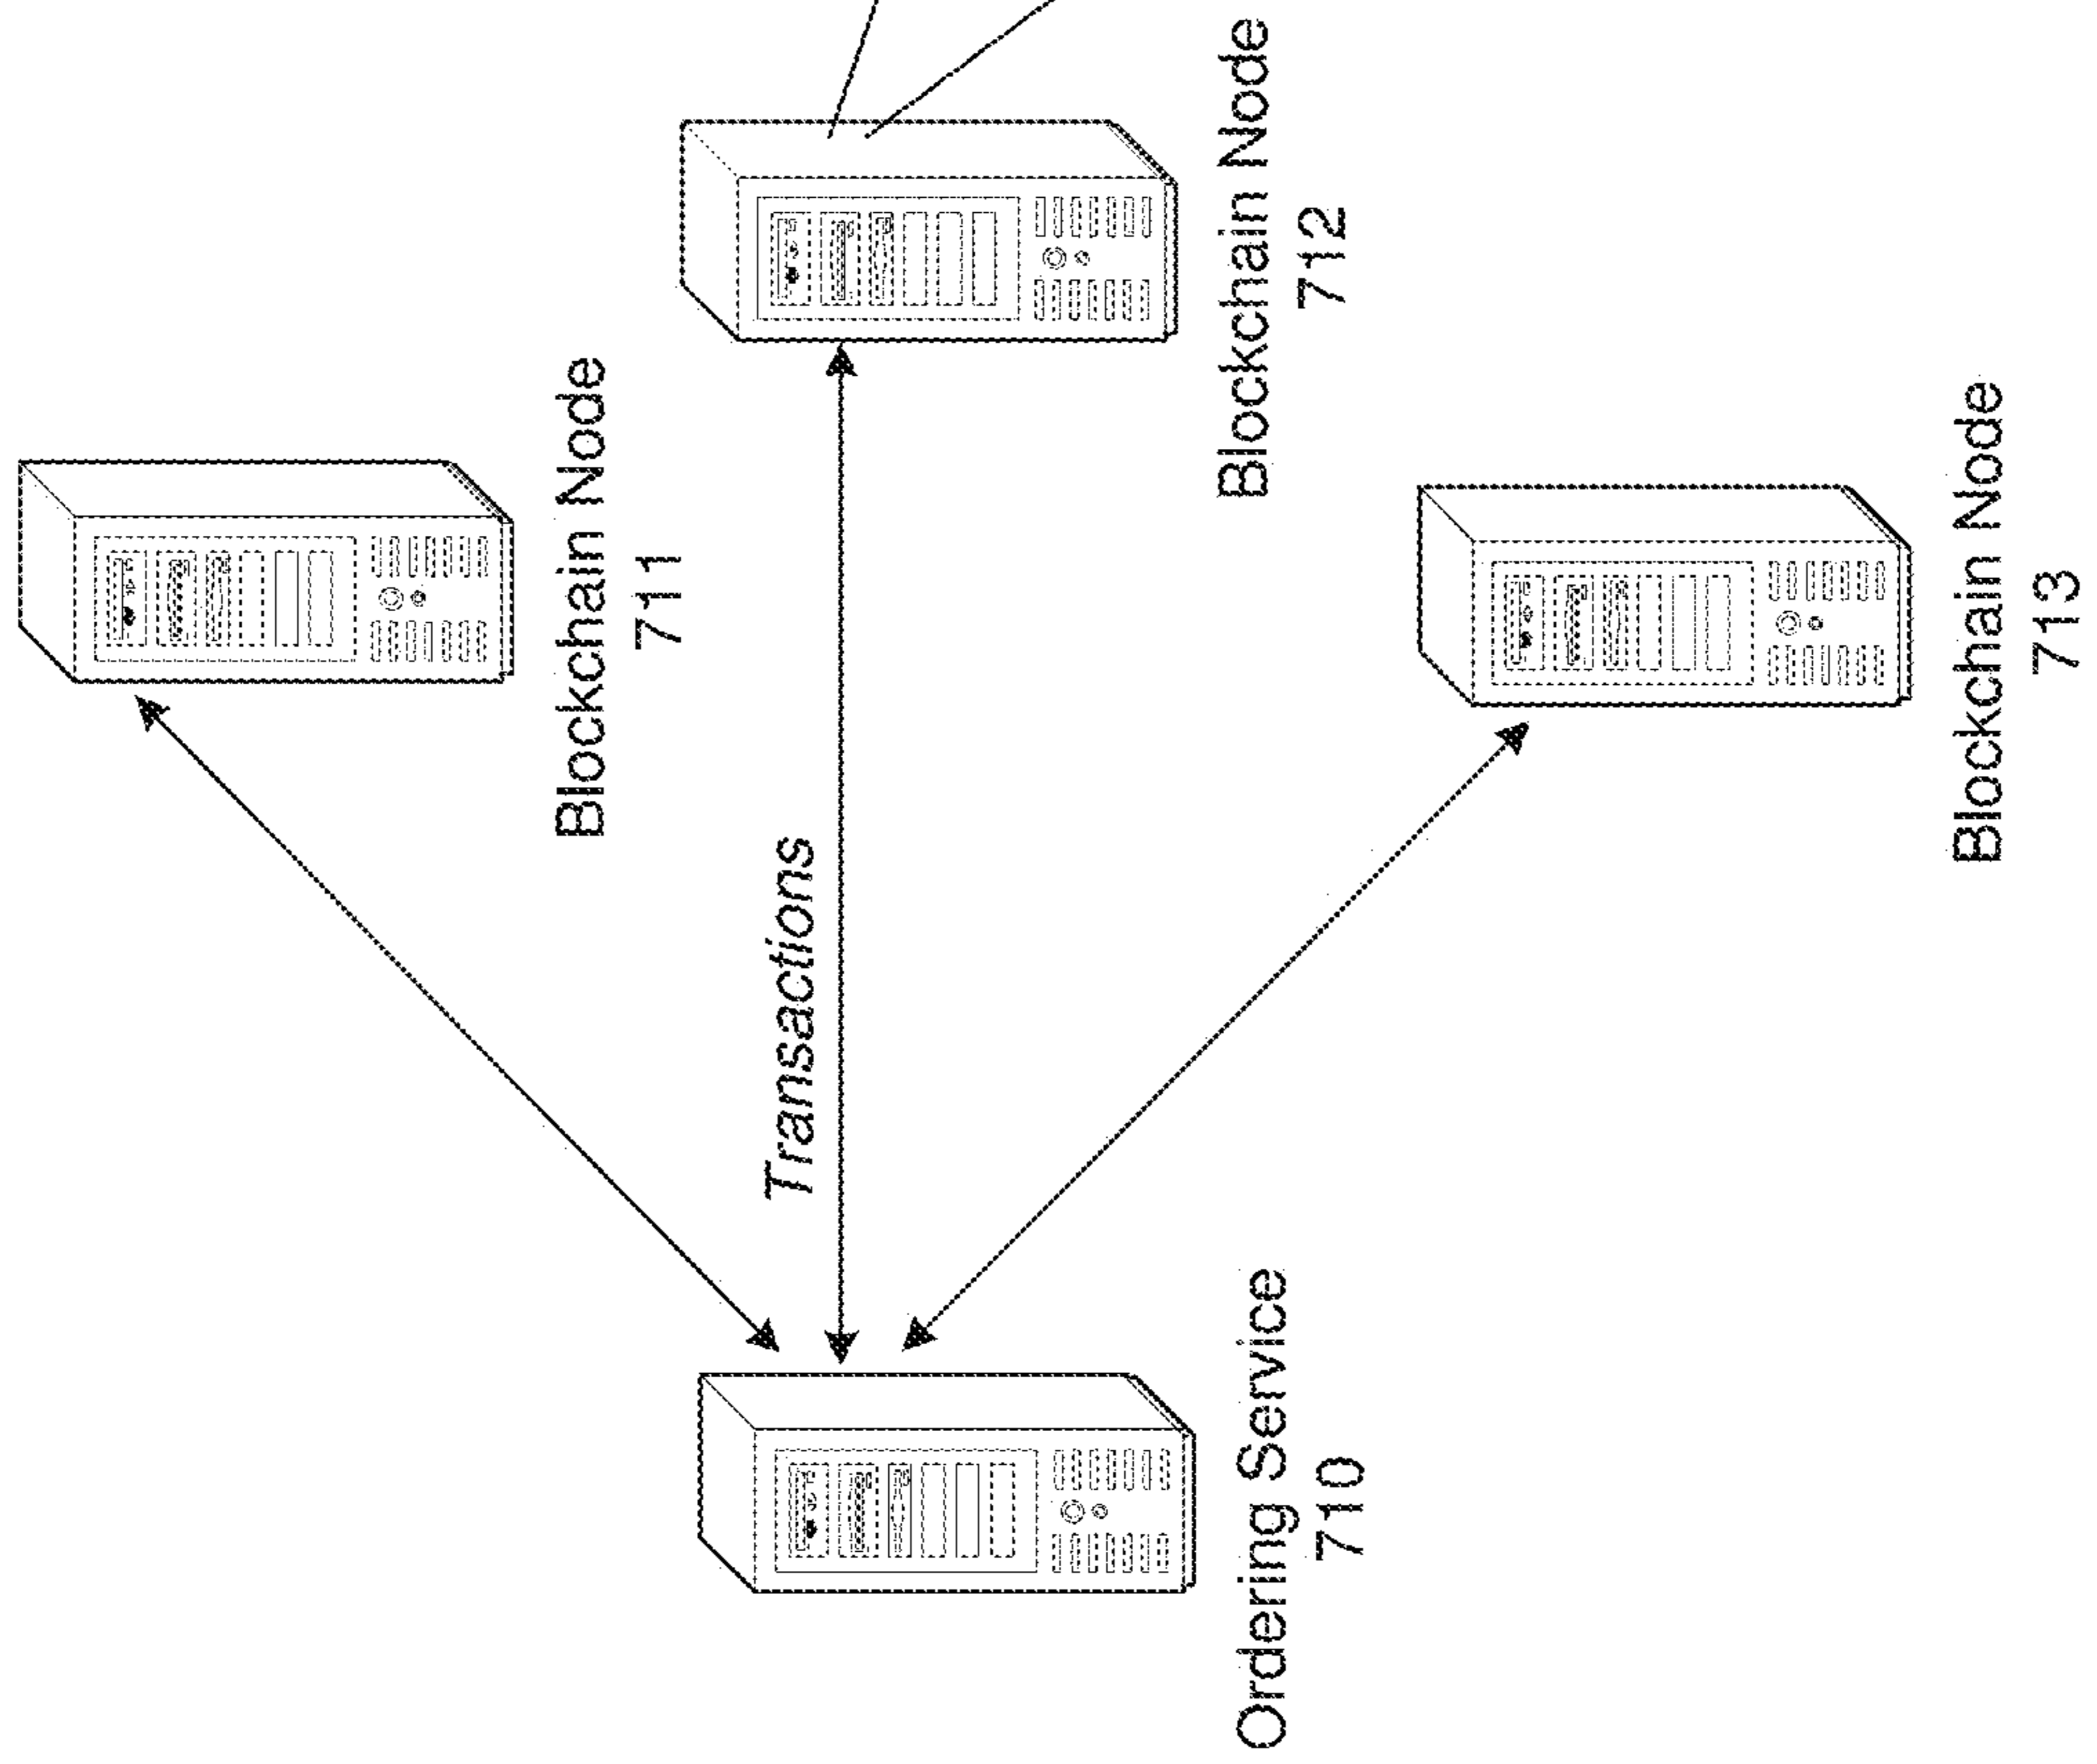 Blockchain Node
711
Transactions
Ordering Service
710
Blockchain Node
712
Blockchain Node
713